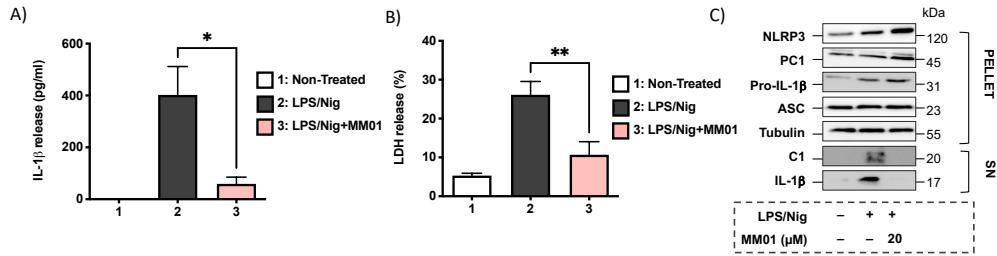 A)
IL-1β release (pg/ml)
600
400
200
0
1
2
3
*
1: Non-Treated
2: LPS/Nig
3: LPS/Nig+MM01
B)
LDH release (%)
40
30
20
10
0
1
2
3
**
1: Non-Treated
2: LPS/Nig
3: LPS/Nig+MM01
C)
kDa
NLRP3 120
PC1 45
Pro-IL-1β 31
ASC 23
Tubulin 55
PELLET
C1 20
IL-1β 17
SN
LPS/Nig – + +
MM01 (μM) – – 20